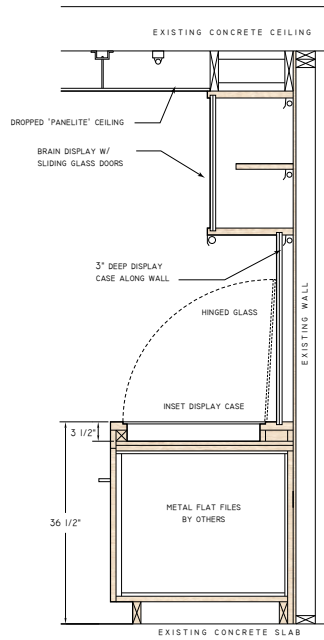 EXISTING CONCRETE CEILING
DROPPED 'PANELITE' CEILING
BRAIN DISPLAY W/
SLIDING GLASS DOORS
3" DEEP DISPLAY
CASE ALONG WALL
HINGED GLASS
EXISTING WALL
INSET DISPLAY CASE
3 1/2"
METAL FLAT FILES
BY OTHERS
36 1/2"
EXISTING CONCRETE SLAB